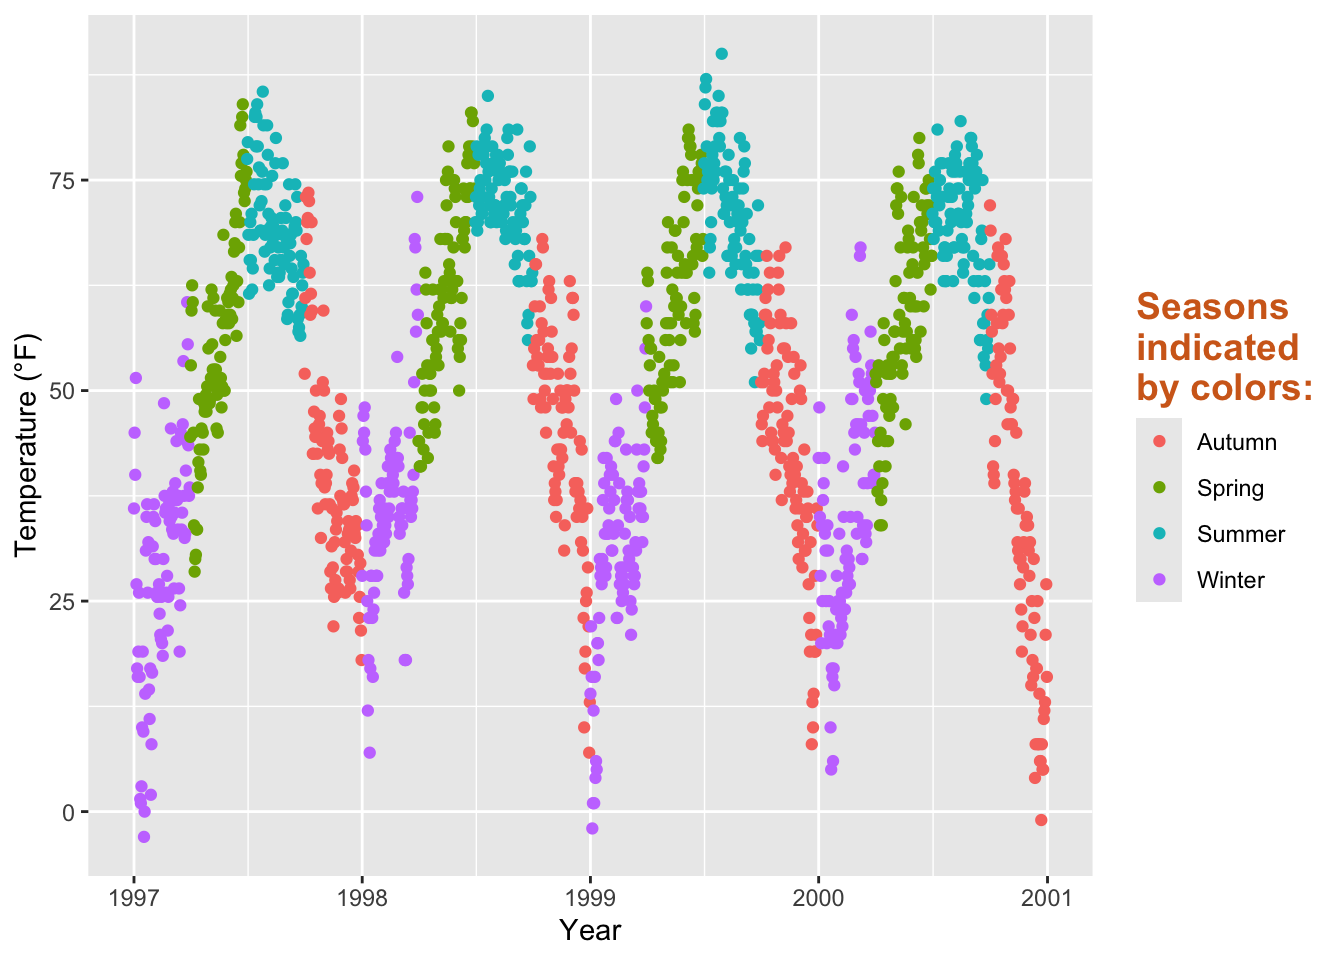 75
50
25
0
Temperature (°F)
1997
1998
1999
2000
2001
Year
Seasons
indicated
by colors:
Autumn
Spring
Summer
Winter